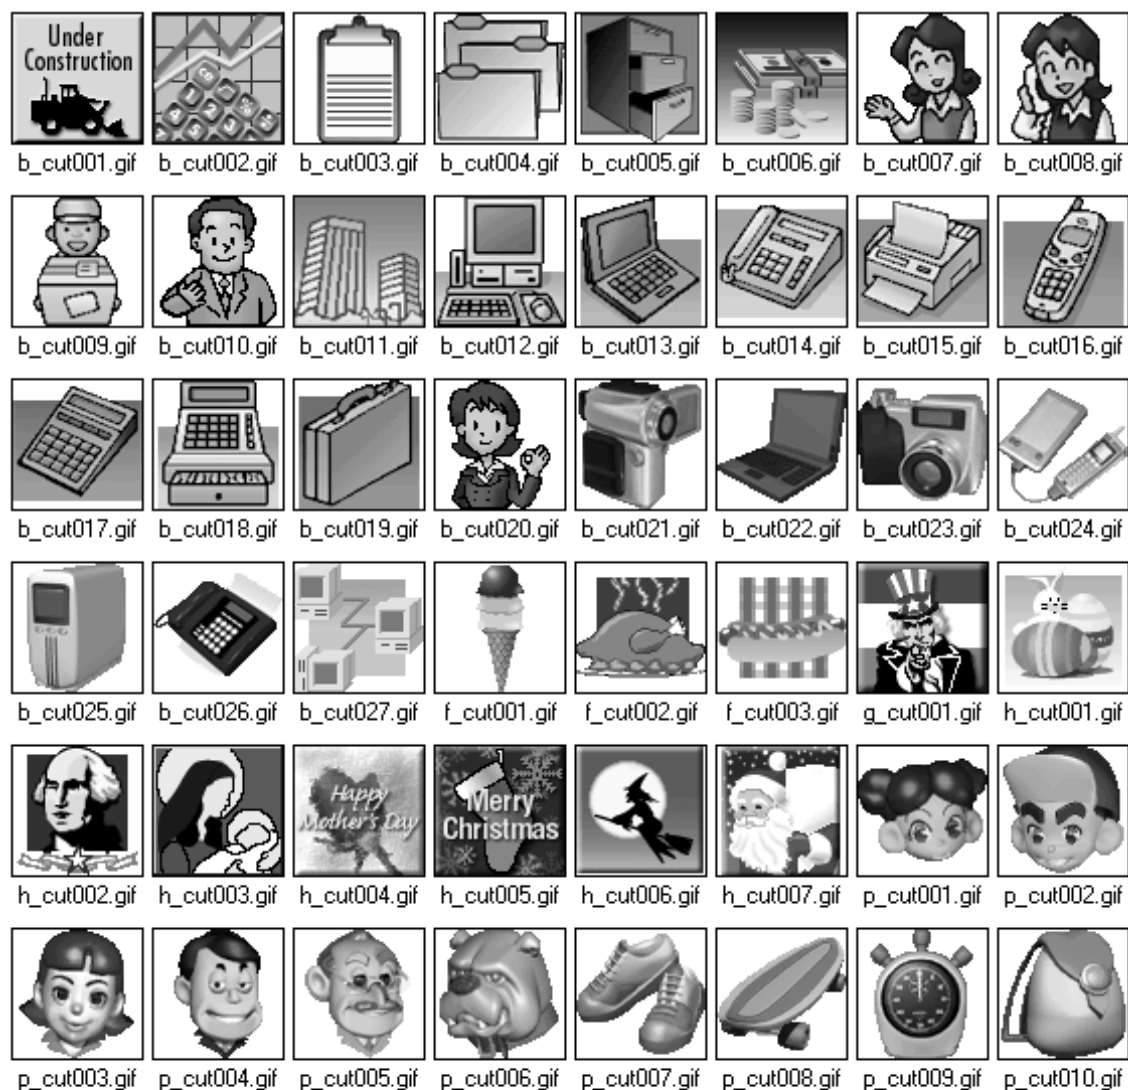 Under
Construction
b_cut001.gif b_cut002.gif b_cut003.gif b_cut004.gif b_cut005.gif b_cut006.gif b_cut007.gif b_cut008.gif
b_cut009.gif b_cut010.gif b_cut011.gif b_cut012.gif b_cut013.gif b_cut014.gif b_cut015.gif b_cut016.gif
b_cut017.gif b_cut018.gif b_cut019.gif b_cut020.gif b_cut021.gif b_cut022.gif b_cut023.gif b_cut024.gif
b_cut025.gif b_cut026.gif b_cut027.gif f_cut001.gif f_cut002.gif f_cut003.gif g_cut001.gif h_cut001.gif
Happy
Mother's Day
Merry
Christmas
h_cut002.gif h_cut003.gif h_cut004.gif h_cut005.gif h_cut006.gif h_cut007.gif p_cut001.gif p_cut002.gif
p_cut003.gif p_cut004.gif p_cut005.gif p_cut006.gif p_cut007.gif p_cut008.gif p_cut009.gif p_cut010.gif